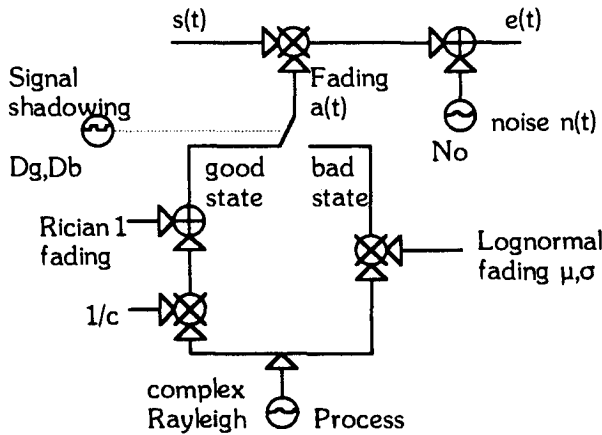 s(t)
e(t)
Signal
shadowing
Fading
a(t)
noise n(t)
No
Dg,Db
good
state
bad
state
Rician 1
fading
Lognormal
fading μ,σ
1/c
complex
Rayleigh
Process